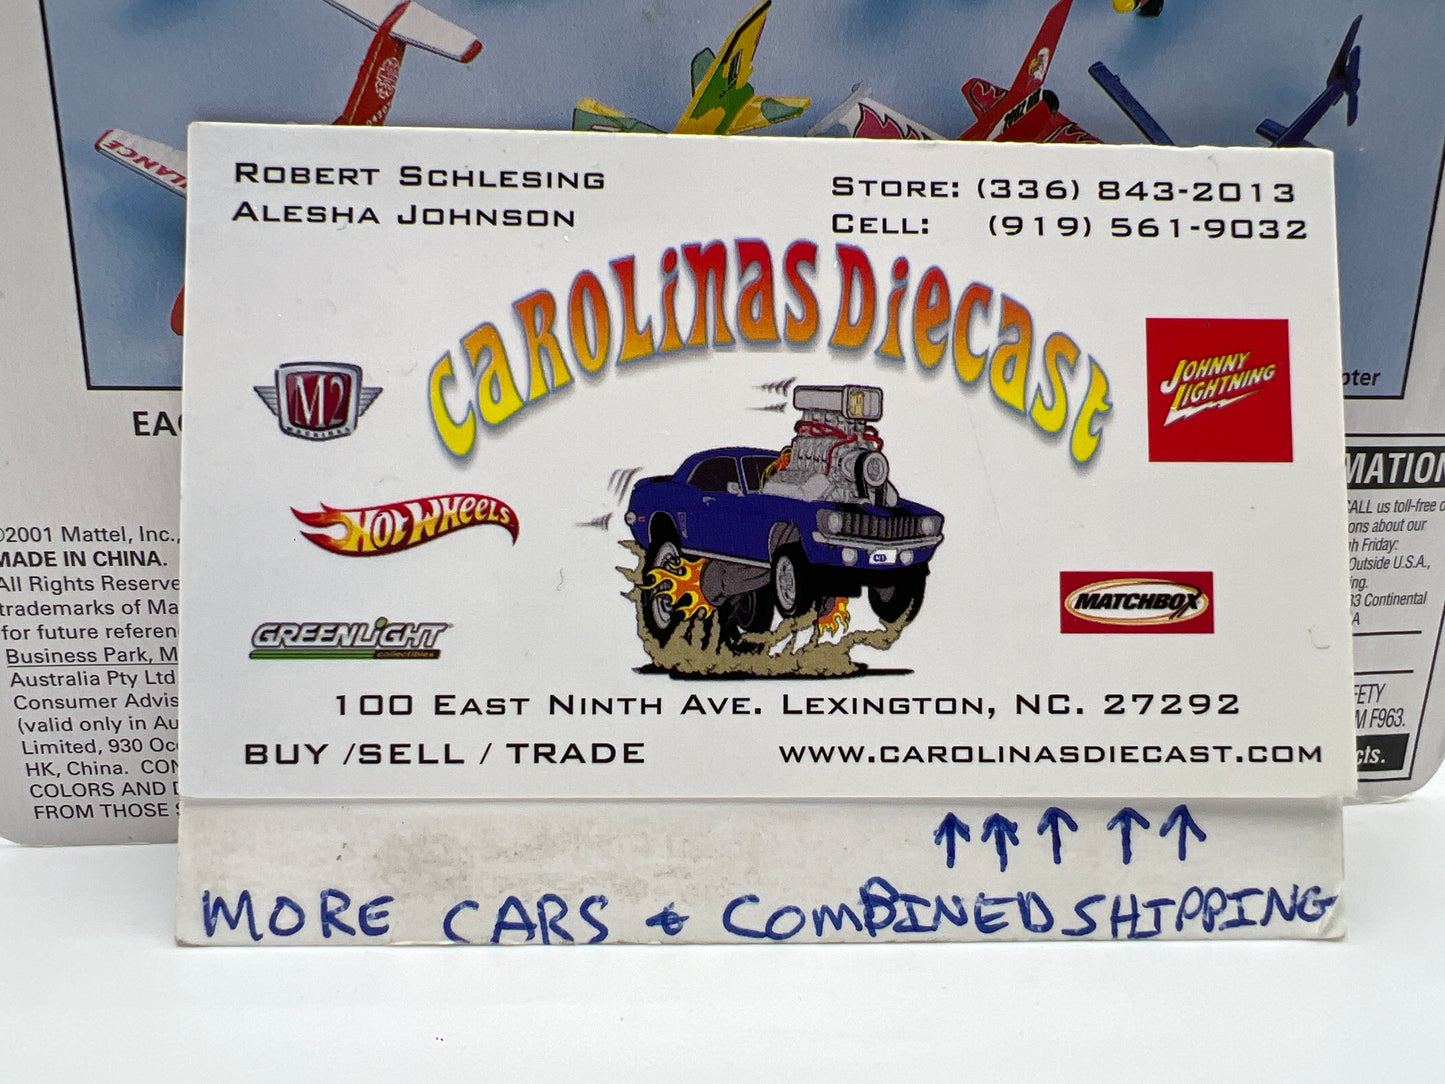 ROBERT SCHLESING
ALESHA JOHNSON
STORE: (336) 843-2013
CELL: (919) 561-9032
CAROLINAS DIECAST
M2
MACHINES
JOHNNY
LIGHTNING
HOT WHEELS
MATCHBOX
GREENLIGHT
collectibles
100 EAST NINTH AVE. LEXINGTON, NC. 27292
BUY /SELL / TRADE
WWW.CAROLINASDIECAST.COM
MORE CARS & COMBINED SHIPPING
EA
©2001 Mattel, Inc.,
MADE IN CHINA.
All Rights Reserve
trademarks of Ma
for future referen
Business Park, M
Australia Pty Ltd
Consumer Advis
(valid only in Au
Limited, 930 Oc
HK, China. CON
COLORS AND D
FROM THOSE S
pter
MATION
CALL us toll-free o
ons about our
h Friday:
Outside U.S.A.,
ing.
33 Continental
A
FETY
M F963.
cts.